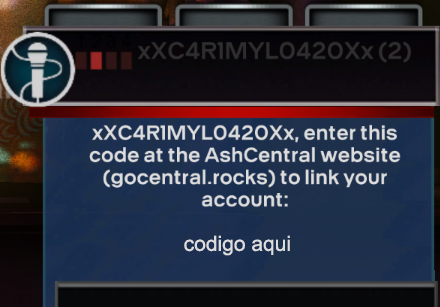 xXC4R1MYL0420Xx (2)
xXC4R1MYL0420Xx, enter this
code at the AshCentral website
(gocentral.rocks) to link your
account:
codigo aqui